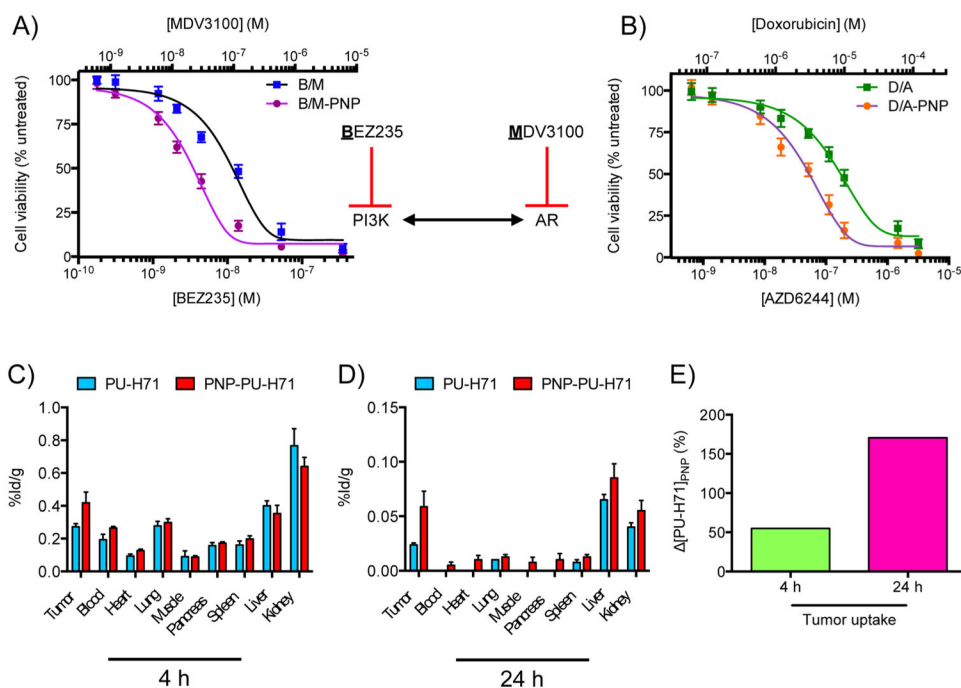 A)
[MDV3100] (M)
10-9 10-8 10-7 10-6 10-5
Cell viability (% untreated)
100
75
50
25
0
B/M
B/M-PNP
10-10 10-9 10-8 10-7
[BEZ235] (M)
BEZ235
MDV3100
PI3K
AR
B)
[Doxorubicin] (M)
10-7 10-6 10-5 10-4
Cell viability (% untreated)
100
75
50
25
0
D/A
D/A-PNP
10-9 10-8 10-7 10-6 10-5
[AZD6244] (M)
C)
PU-H71 PNP-PU-H71
%Id/g
1.0
0.8
0.6
0.4
0.2
0.0
Tumor Blood Heart Lung Muscle Pancreas Spleen Liver Kidney
4 h
D)
PU-H71 PNP-PU-H71
%Id/g
0.15
0.10
0.05
0.00
Tumor Blood Heart Lung Muscle Pancreas Spleen Liver Kidney
24 h
E)
Δ[PU-H71]PNP (%)
200
150
100
50
0
4 h 24 h
Tumor uptake